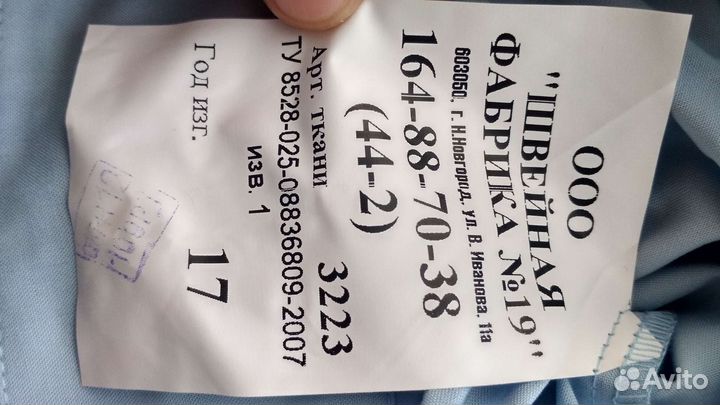 ООО
"ШВЕЙНАЯ
ФАБРИКА №19"
603050, г. Н.Новгород, ул. В. Иванова, 11а
164-88-70-38
(44-2)
Арт. ткани 3223
ТУ 8528-025-08836809-2007
изв. 1
Год изг. 17
Avito